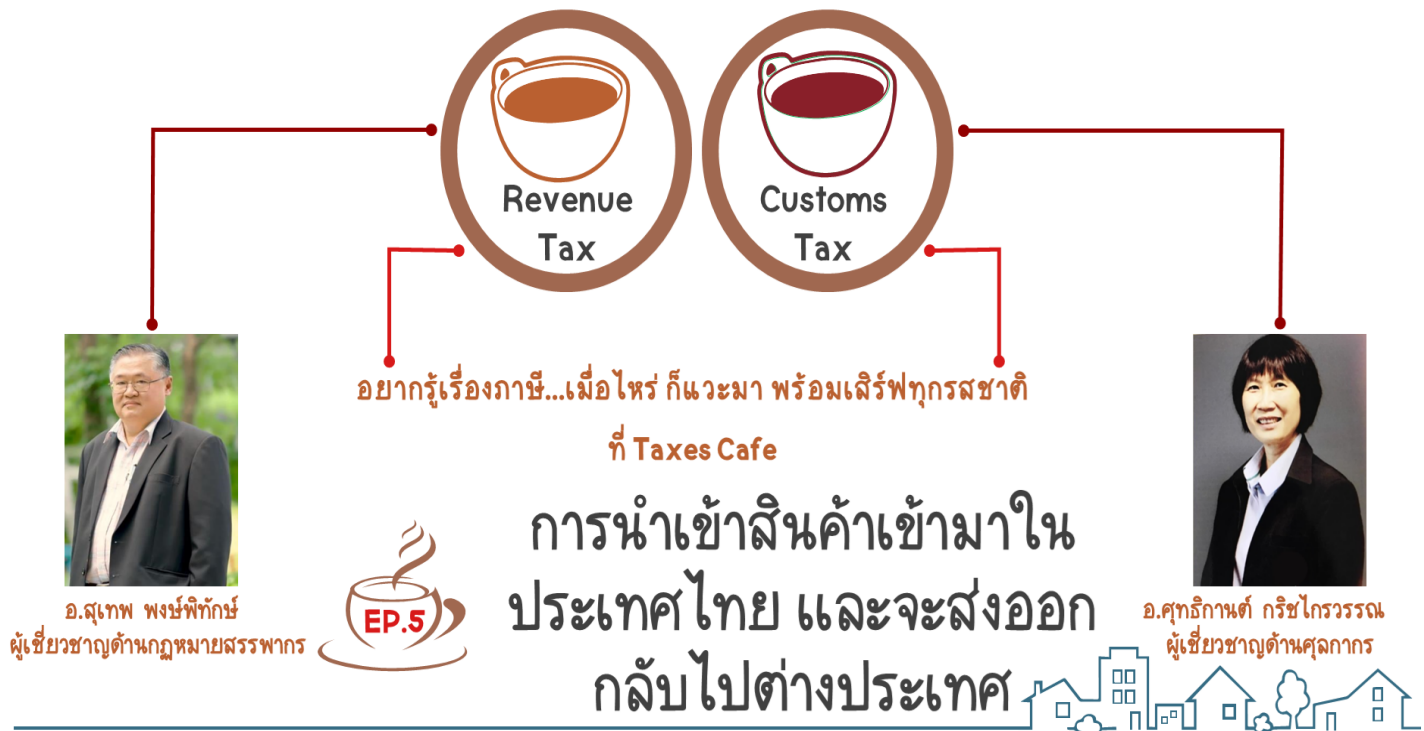 Revenue
Tax
Customs
Tax
อยากรู้เรื่องภาษี...เมื่อไหร่ ก็แวะมา พร้อมเสิร์ฟทุกรสชาติ
ที่ Taxes Cafe
EP.5
การนำเข้าสินค้าเข้ามาใน
ประเทศไทย และจะส่งออก
กลับไปต่างประเทศ
อ.สุเทพ พงษ์พิทักษ์
ผู้เชี่ยวชาญด้านกฎหมายสรรพากร
อ.ศุทธิกานต์ กริชไกรวรรณ
ผู้เชี่ยวชาญด้านศุลกากร